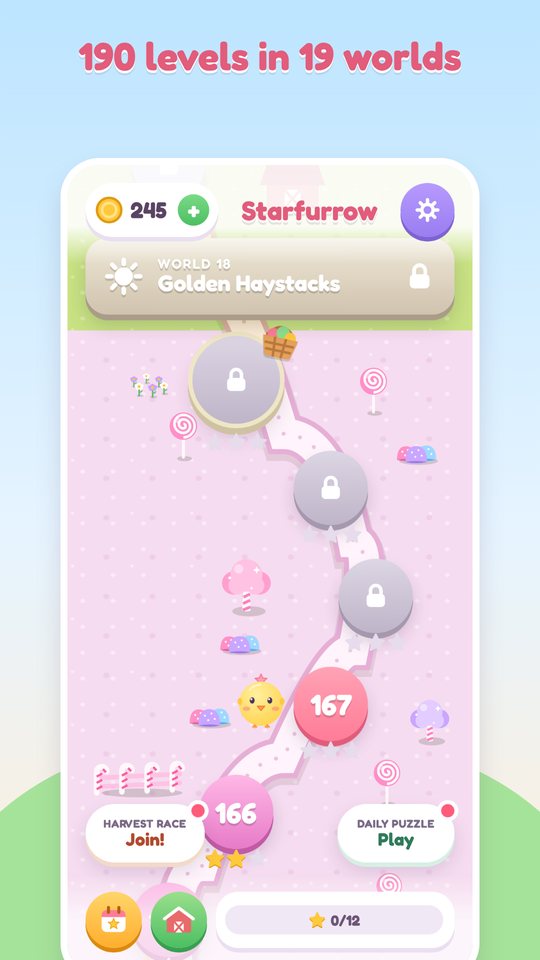 190 levels in 19 worlds
245
+
Starfurrow
WORLD 18
Golden Haystacks
167
166
HARVEST RACE
Join!
DAILY PUZZLE
Play
0/12